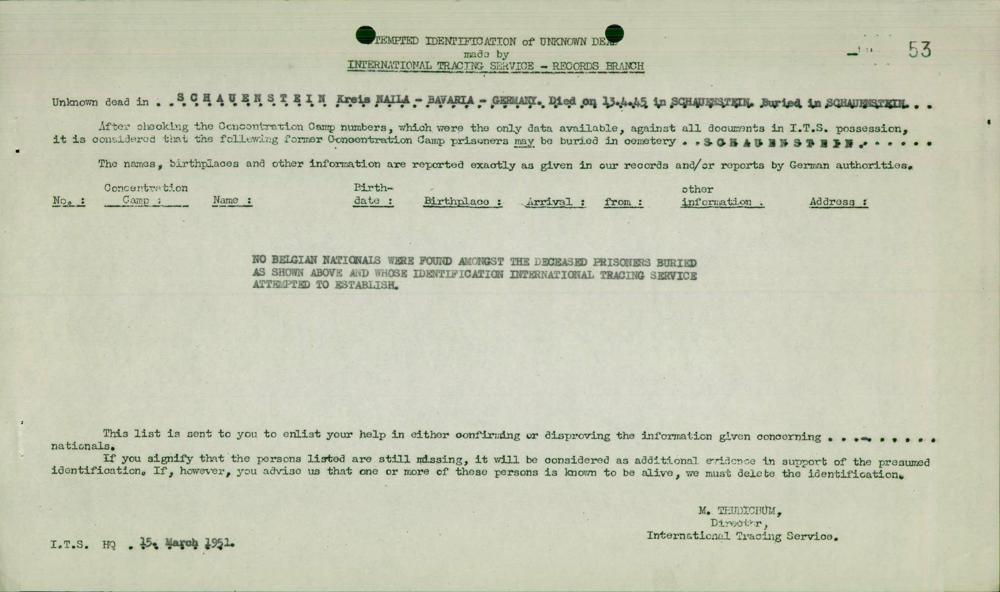 TEMPTED IDENTIFICATION of UNKNOWN DEA
made by
INTERNATIONAL TRACING SERVICE - RECORDS BRANCH
53
Unknown dead in . . S C H A U E N S T E I N Kreis NAILA - BAVARIA - GERMANY. Died on 13.4.45 in SCHAUENSTEIN. Buried in SCHAUENSTEIN. . .
After checking the Concentration Camp numbers, which were the only data available, against all documents in I.T.S. possession,
it is considered that the following former Concentration Camp prisoners may be buried in cemetery . . S C H A U E N S T E I N . . . . . .
The names, birthplaces and other information are reported exactly as given in our records and/or reports by German authorities.
No. : Concentration Camp : Name : Birth-date : Birthplace : Arrival : from : other information . Address :
NO BELGIAN NATIONALS WERE FOUND AMONGST THE DECEASED PRISONERS BURIED
AS SHOWN ABOVE AND WHOSE IDENTIFICATION INTERNATIONAL TRACING SERVICE
ATTEMPTED TO ESTABLISH.
This list is sent to you to enlist your help in either confirming or disproving the information given concerning . . . . . . . . .
nationals.
If you signify that the persons listed are still missing, it will be considered as additional evidence in support of the presumed
identification. If, however, you advise us that one or more of these persons is known to be alive, we must delete the identification.
M. THUDICHUM,
Director,
International Tracing Service.
I.T.S. HQ . 15. March 1951.